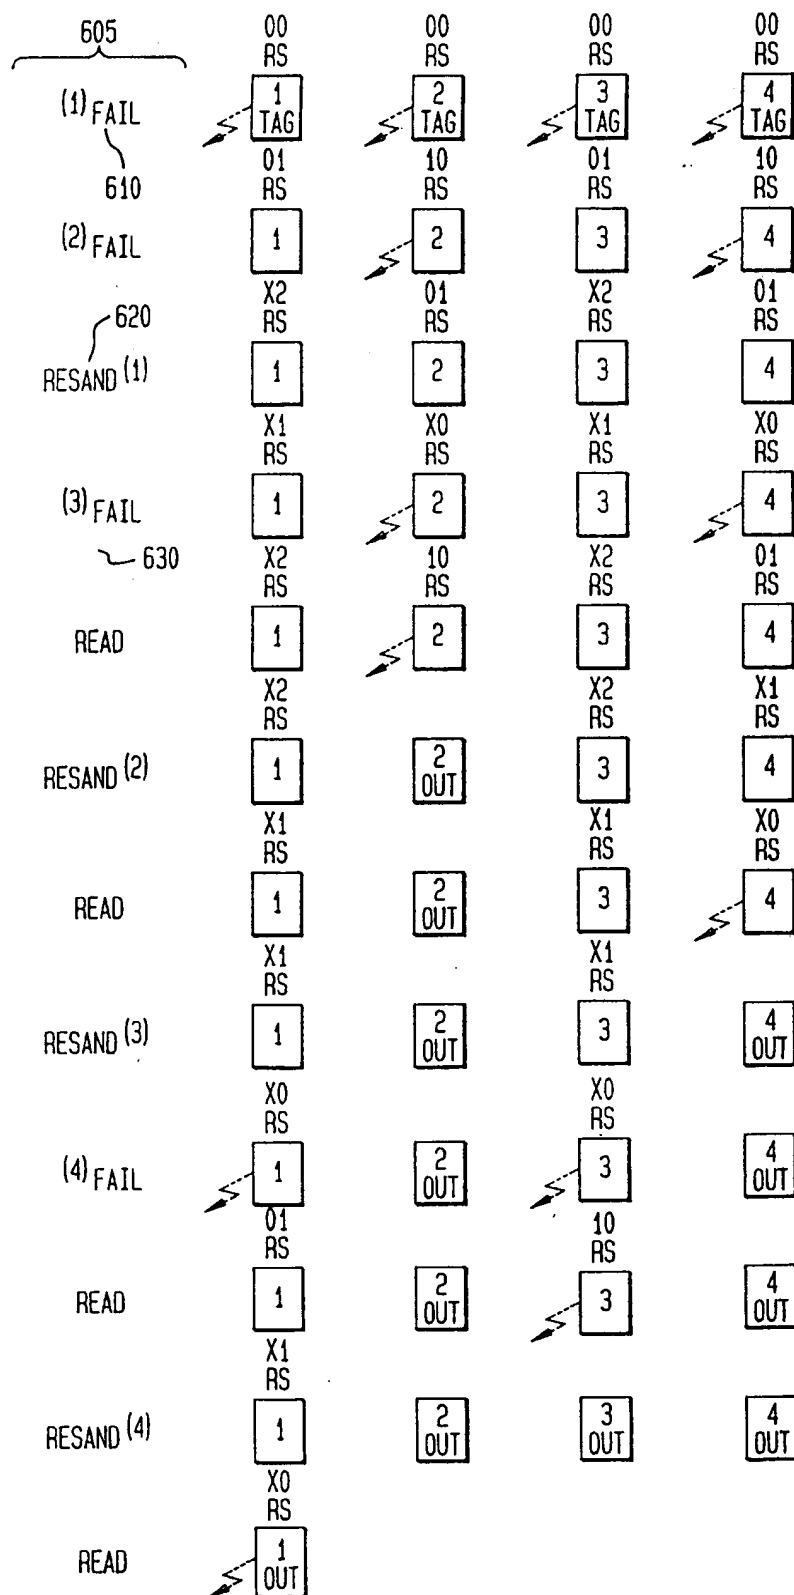 605 00 00 00 00
RS RS RS RS
(1) FAIL 1 TAG 2 TAG 3 TAG 4 TAG
610 01 10 01 10
RS RS RS RS
(2) FAIL 1 2 3 4
620 X2 01 X2 01
RS RS RS RS
RESAND (1) 1 2 3 4
X1 X0 X1 X0
RS RS RS RS
(3) FAIL 1 2 3 4
630 X2 10 X2 01
RS RS RS RS
READ 1 2 3 4
X2 X2 X1
RS RS RS
RESAND (2) 1 2 OUT 3 4
X1 X1 X0
RS RS RS
READ 1 2 OUT 3 4
X1 X1
RS RS
RESAND (3) 1 2 OUT 3 4 OUT
X0 X0
RS RS
(4) FAIL 1 2 OUT 3 4 OUT
01 10
RS RS
READ 1 2 OUT 3 4 OUT
X1
RS
RESAND (4) 1 2 OUT 3 OUT 4 OUT
X0
RS
READ 1 OUT